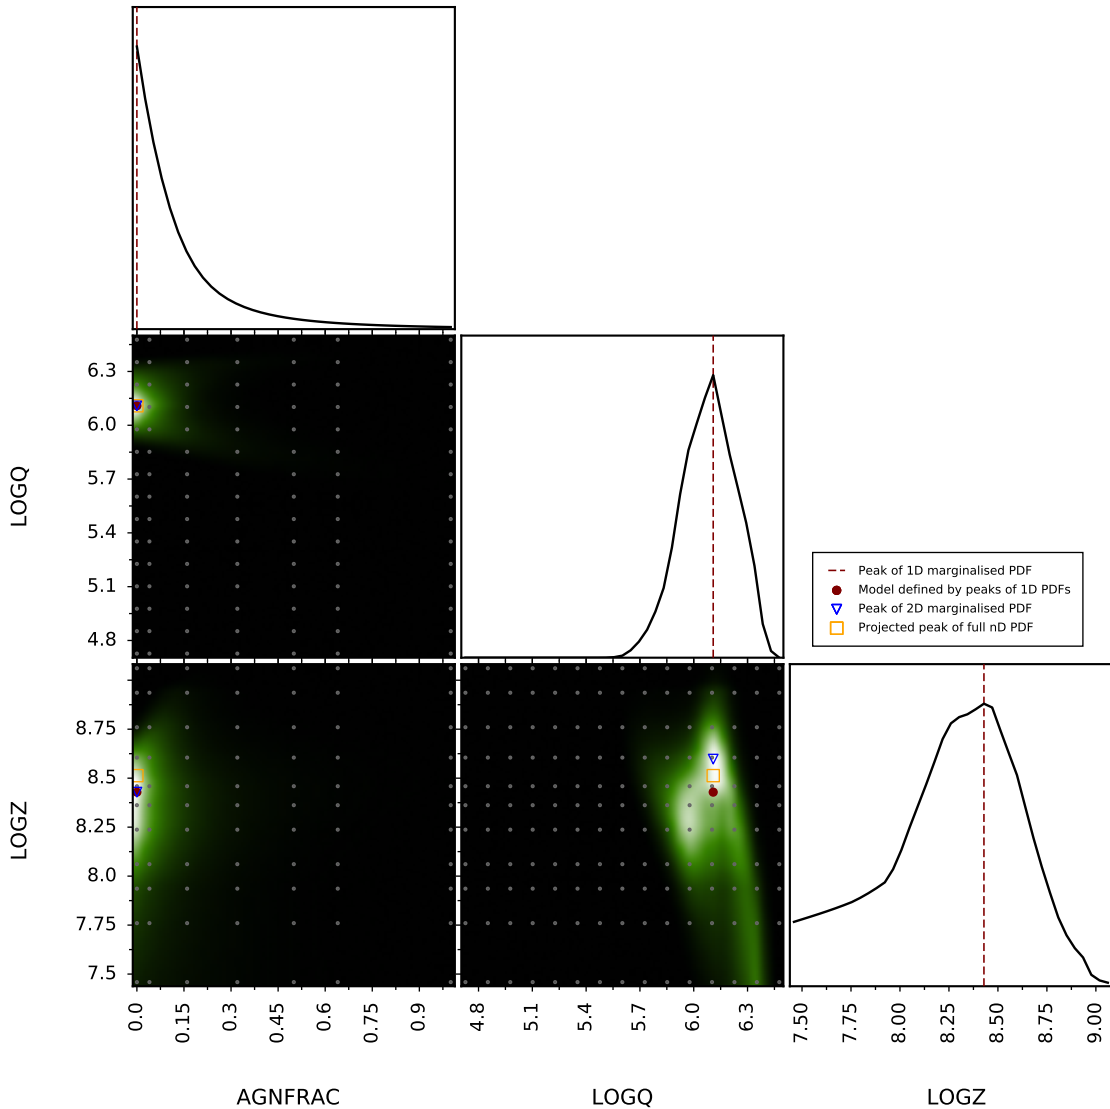 6.3
6.0
5.7
5.4
5.1
4.8
LOGQ
Peak of 1D marginalised PDF
Model defined by peaks of 1D PDFs
Peak of 2D marginalised PDF
Projected peak of full nD PDF
8.75
8.5
8.25
8.0
7.75
7.5
LOGZ
0.0 0.15 0.3 0.45 0.6 0.75 0.9
4.8 5.1 5.4 5.7 6.0 6.3
7.50 7.75 8.00 8.25 8.50 8.75 9.00
AGNFRAC
LOGQ
LOGZ